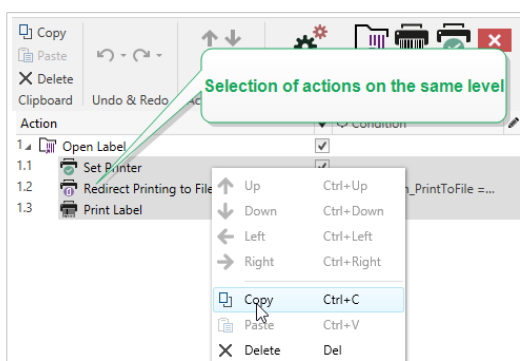 Copy
Paste
Delete
Clipboard Undo & Redo
Selection of actions on the same level
Action Condition
1 Open Label
1.1 Set Printer
1.2 Redirect Printing to File n_PrintToFile =...
1.3 Print Label
Up Ctrl+Up
Down Ctrl+Down
Left Ctrl+Left
Right Ctrl+Right
Copy Ctrl+C
Paste Ctrl+V
Delete Del